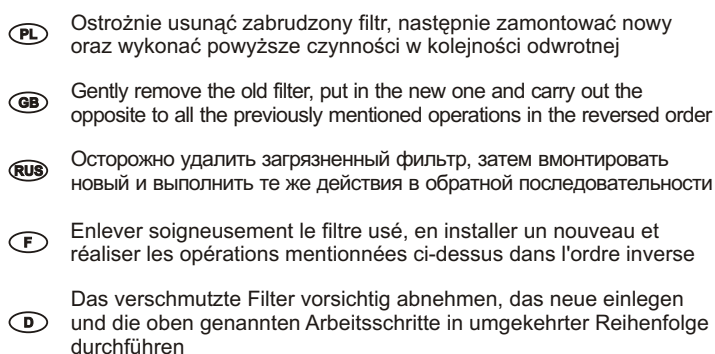 PL Ostrożnie usunąć zabrudzony filtr, następnie zamontować nowy
oraz wykonać powyższe czynności w kolejności odwrotnej
GB Gently remove the old filter, put in the new one and carry out the
opposite to all the previously mentioned operations in the reversed order
RUS Осторожно удалить загрязненный фильтр, затем вмонтировать
новый и выполнить те же действия в обратной последовательности
F Enlever soigneusement le filtre usé, en installer un nouveau et
réaliser les opérations mentionnées ci-dessus dans l'ordre inverse
D Das verschmutzte Filter vorsichtig abnehmen, das neue einlegen
und die oben genannten Arbeitsschritte in umgekehrter Reihenfolge
durchführen